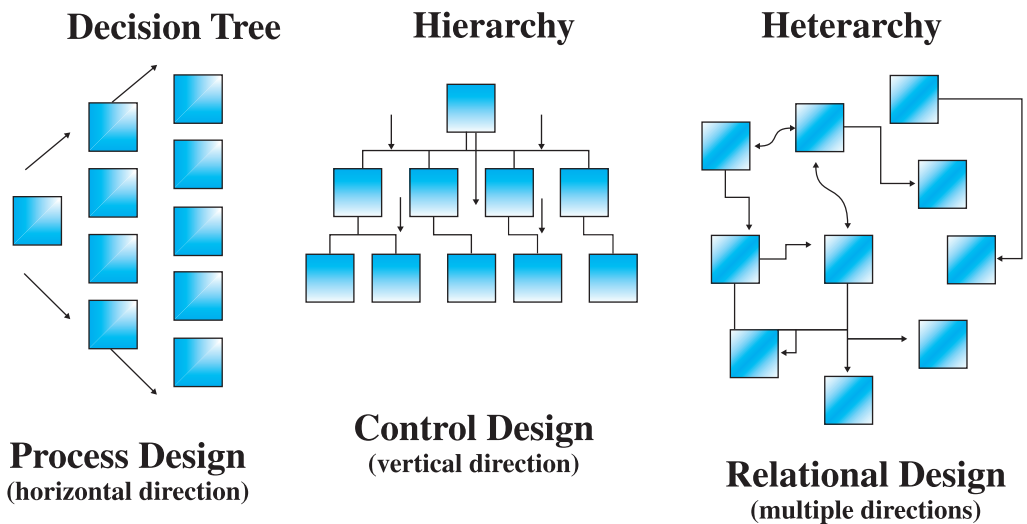 Decision Tree
Hierarchy
Heterarchy
Process Design
(horizontal direction)
Control Design
(vertical direction)
Relational Design
(multiple directions)